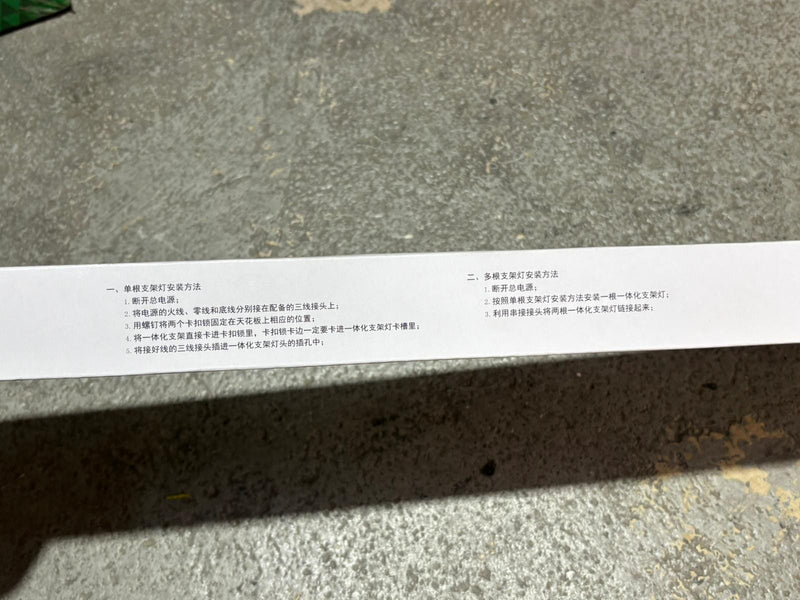 一、单根支架灯安装方法
1. 断开总电源；
2. 将电源的火线、零线和底线分别接在配备的三线接头上；
3. 用螺钉将两个卡扣锁固定在天花板上相应的位置；
4. 将一体化支架直接卡进卡扣锁里，卡扣锁卡边一定要卡进一体化支架灯卡槽里；
5. 将接好线的三线接头插进一体化支架灯头的插孔中；
二、多根支架灯安装方法
1. 断开总电源；
2. 按照单根支架灯安装方法安装一根一体化支架灯；
3. 利用串接接头将两根一体化支架灯链接起来；